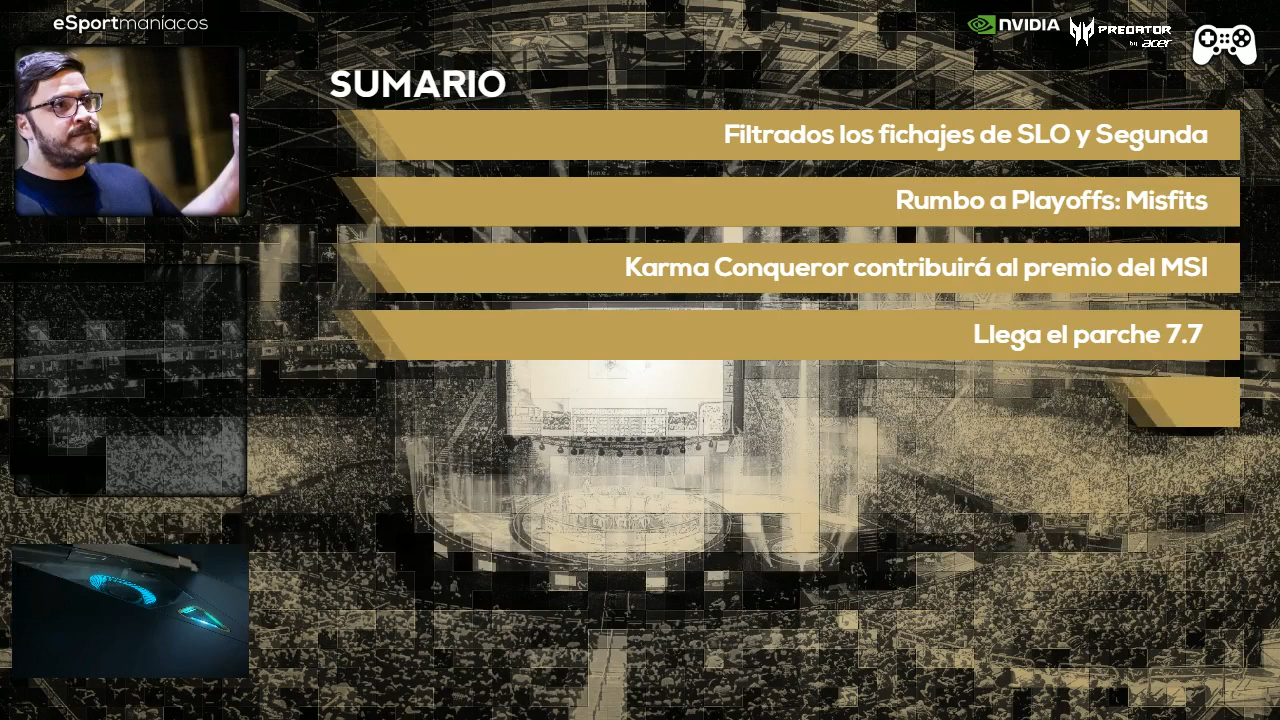 eSportmaníacos
NVIDIA
PREDATOR
by acer
SUMARIO
Filtrados los fichajes de SLO y Segunda
Rumbo a Playoffs: Misfits
Karma Conqueror contribuirá al premio del MSI
Llega el parche 7.7